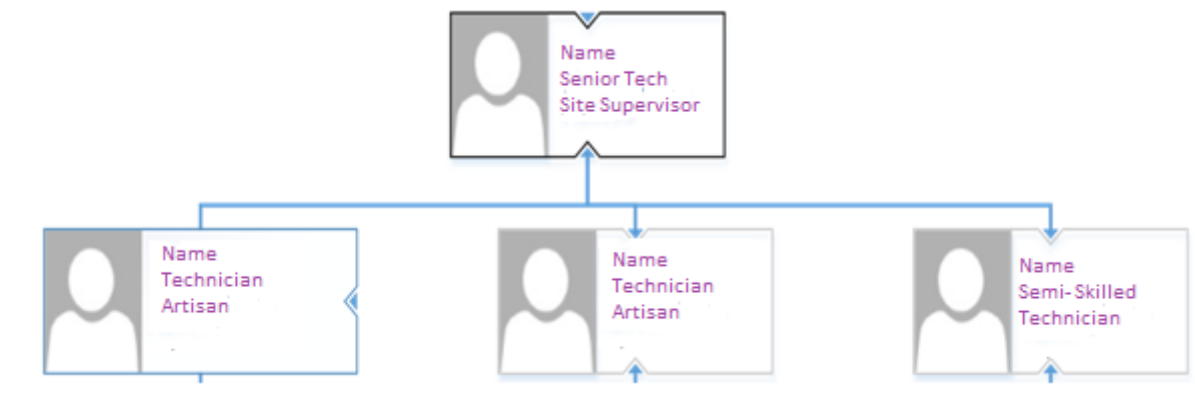 Name
Senior Tech
Site Supervisor
Name
Technician
Artisan
Name
Technician
Artisan
Name
Semi-Skilled
Technician